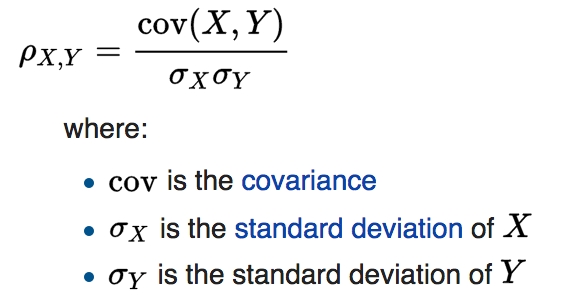 ρX,Y = cov(X, Y) / σXσY
where:
• cov is the covariance
• σX is the standard deviation of X
• σY is the standard deviation of Y